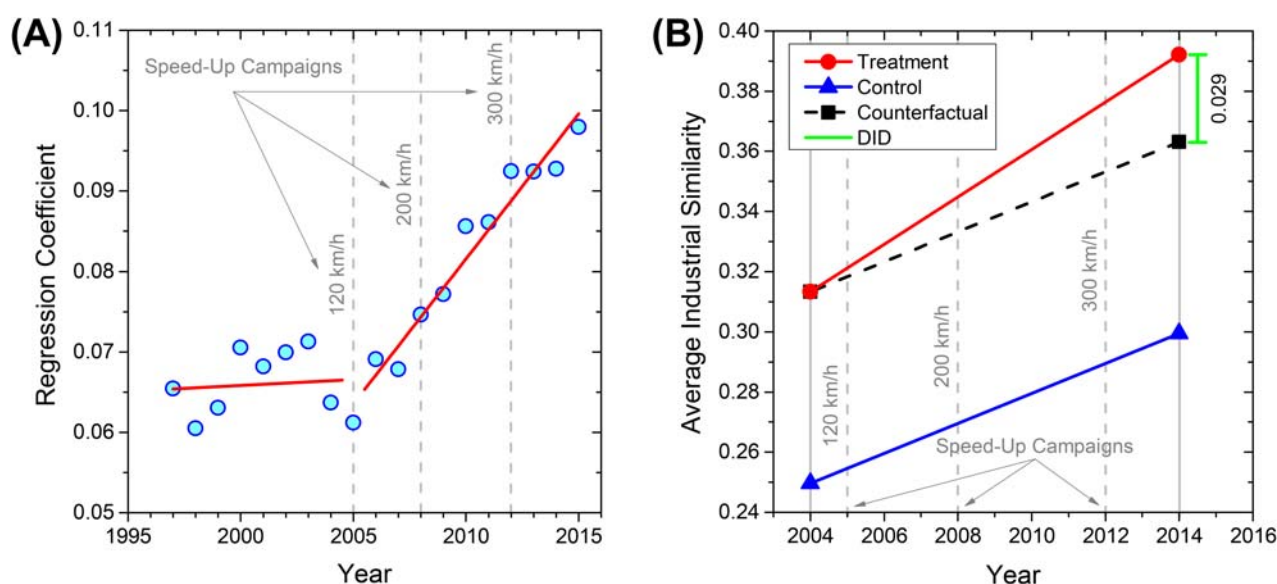 (A)
0.11
0.10
0.09
0.08
0.07
0.06
0.05
Regression Coefficient
Speed-Up Campaigns
120 km/h
200 km/h
300 km/h
1995
2000
2005
2010
2015
Year
(B)
0.40
0.38
0.36
0.34
0.32
0.30
0.28
0.26
0.24
Average Industrial Similarity
Treatment
Control
Counterfactual
DID
0.029
120 km/h
200 km/h
300 km/h
Speed-Up Campaigns
2004
2006
2008
2010
2012
2014
2016
Year